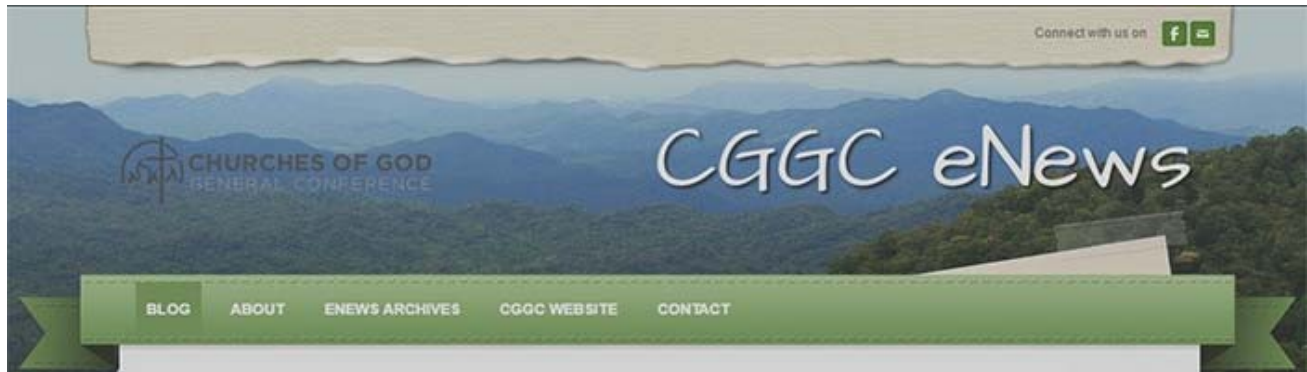 Connect with us on
CHURCHES OF GOD
GENERAL CONFERENCE
CGGC eNews
BLOG ABOUT ENEWS ARCHIVES CGGC WEBSITE CONTACT